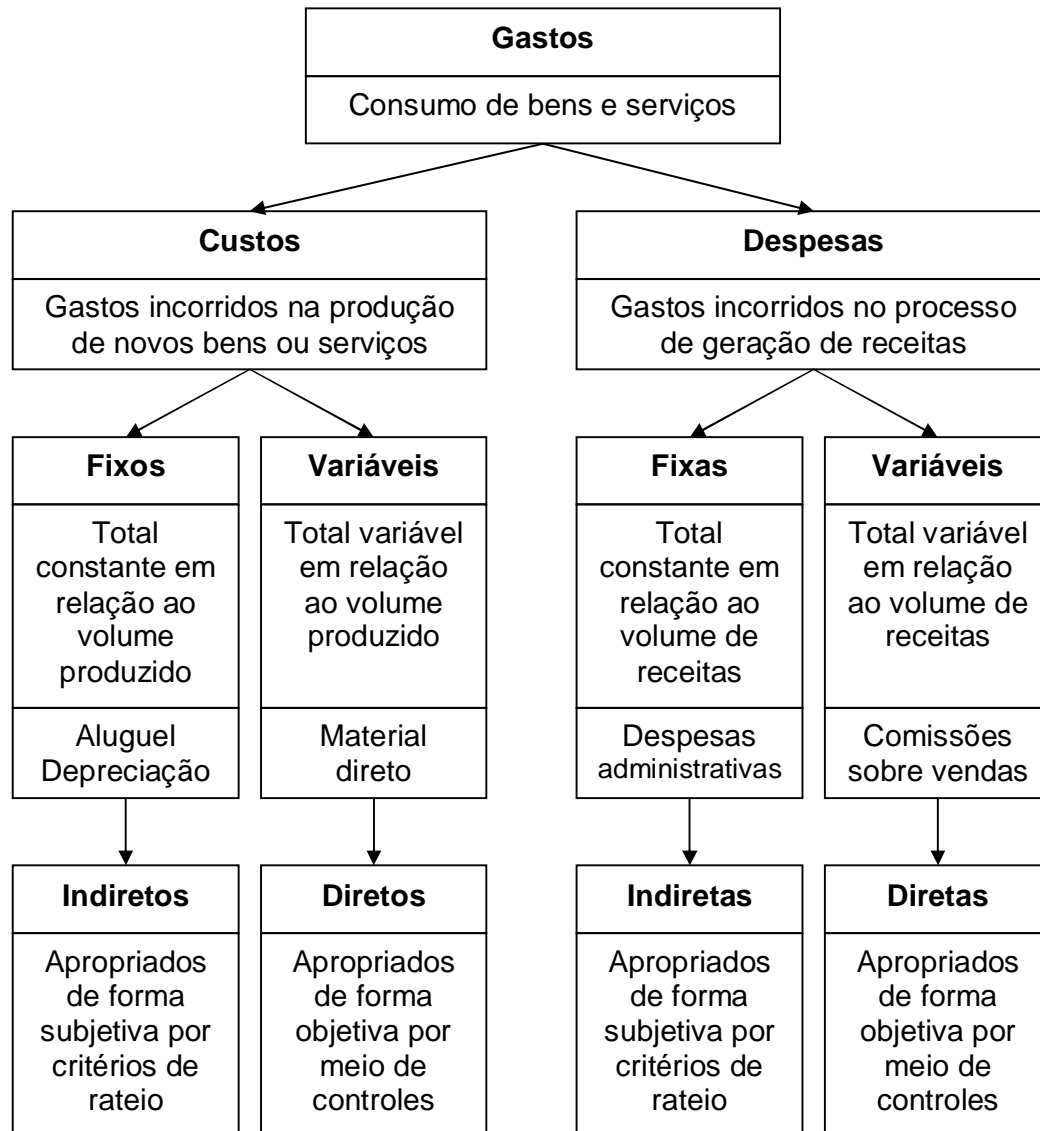 Gastos
Consumo de bens e serviços
Custos
Gastos incorridos na produção
de novos bens ou serviços
Despesas
Gastos incorridos no processo
de geração de receitas
Fixos
Total
constante em
relação ao
volume
produzido
Aluguel
Depreciação
Variáveis
Total variável
em relação
ao volume
produzido
Material
direto
Fixas
Total
constante em
relação ao
volume de
receitas
Despesas
administrativas
Variáveis
Total variável
em relação
ao volume de
receitas
Comissões
sobre vendas
Indiretos
Apropriados
de forma
subjetiva por
critérios de
rateio
Diretos
Apropriados
de forma
objetiva por
meio de
controles
Indiretas
Apropriados
de forma
subjetiva por
critérios de
rateio
Diretas
Apropriados
de forma
objetiva por
meio de
controles